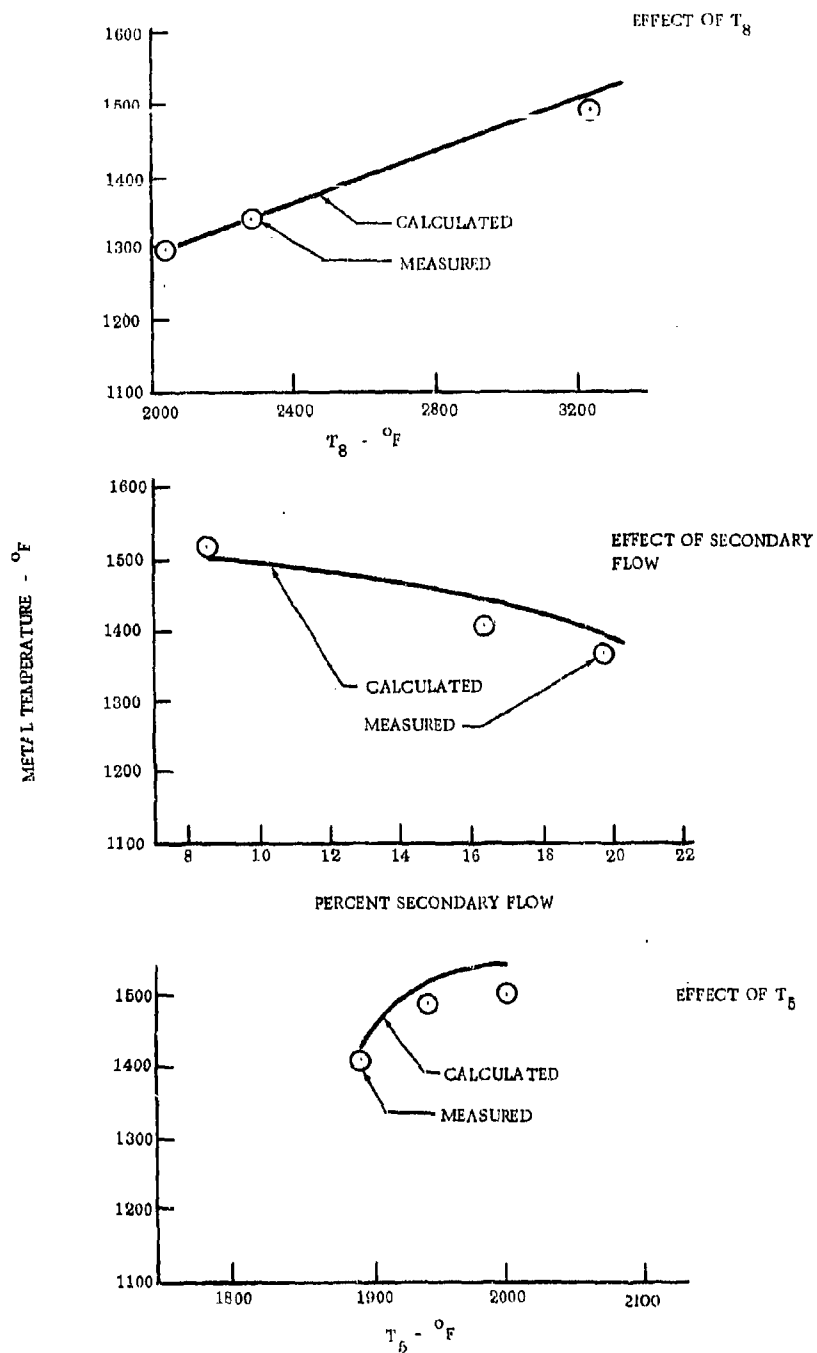 EFFECT OF T8
1600
1500
1400
1300
1200
1100
CALCULATED
MEASURED
2000 2400 2800 3200
T8 - °F
METAL TEMPERATURE - °F
1600
1500
1400
1300
1200
1100
EFFECT OF SECONDARY
FLOW
CALCULATED
MEASURED
8 10 12 14 16 18 20 22
PERCENT SECONDARY FLOW
EFFECT OF T5
1500
1400
1300
1200
1100
CALCULATED
MEASURED
1800 1900 2000 2100
T5 - °F